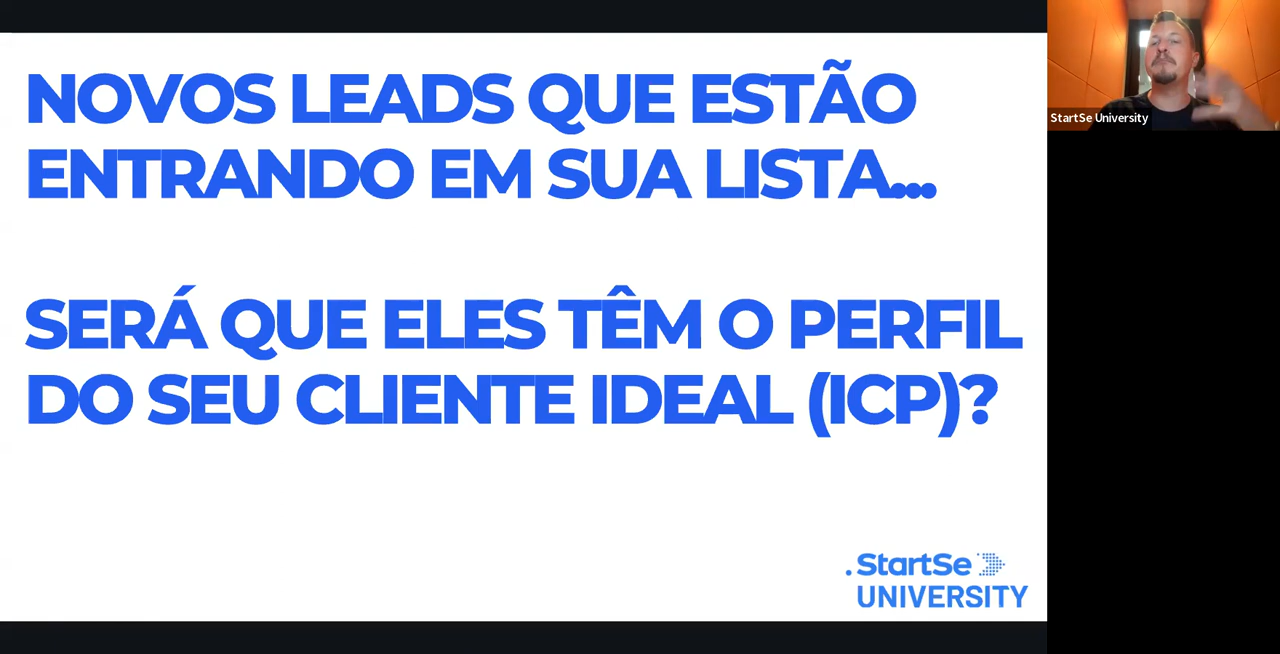 NOVOS LEADS QUE ESTÃO
ENTRANDO EM SUA LISTA...
SERÁ QUE ELES TÊM O PERFIL
DO SEU CLIENTE IDEAL (ICP)?
.StartSe
UNIVERSITY
StartSe University